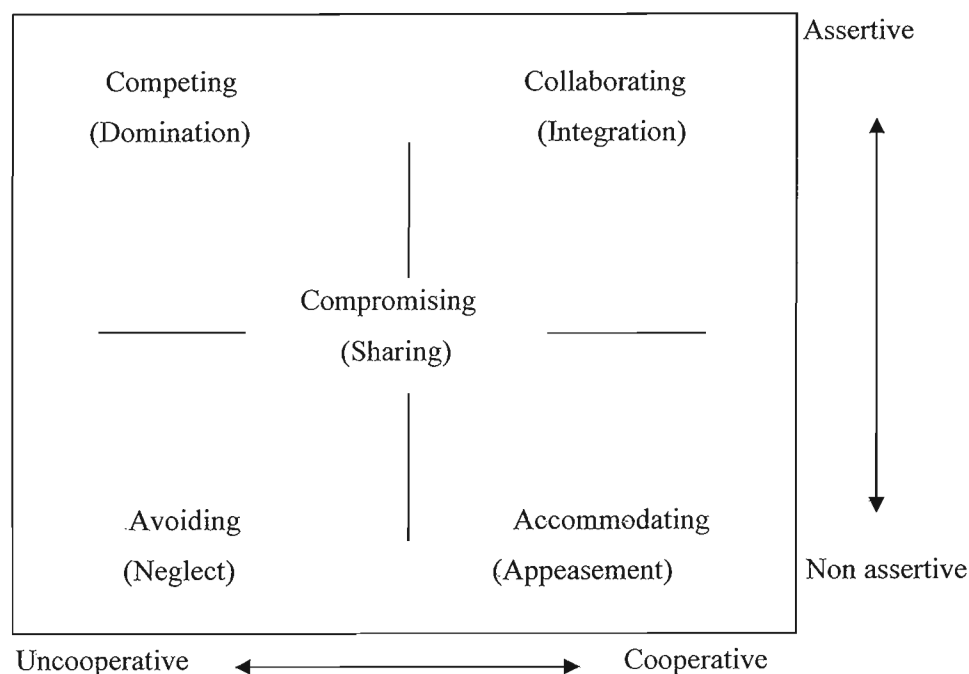 Assertive
Competing
(Domination)
Collaborating
(Integration)
Compromising
(Sharing)
Avoiding
(Neglect)
Accommodating
(Appeasement)
Non assertive
Uncooperative
Cooperative